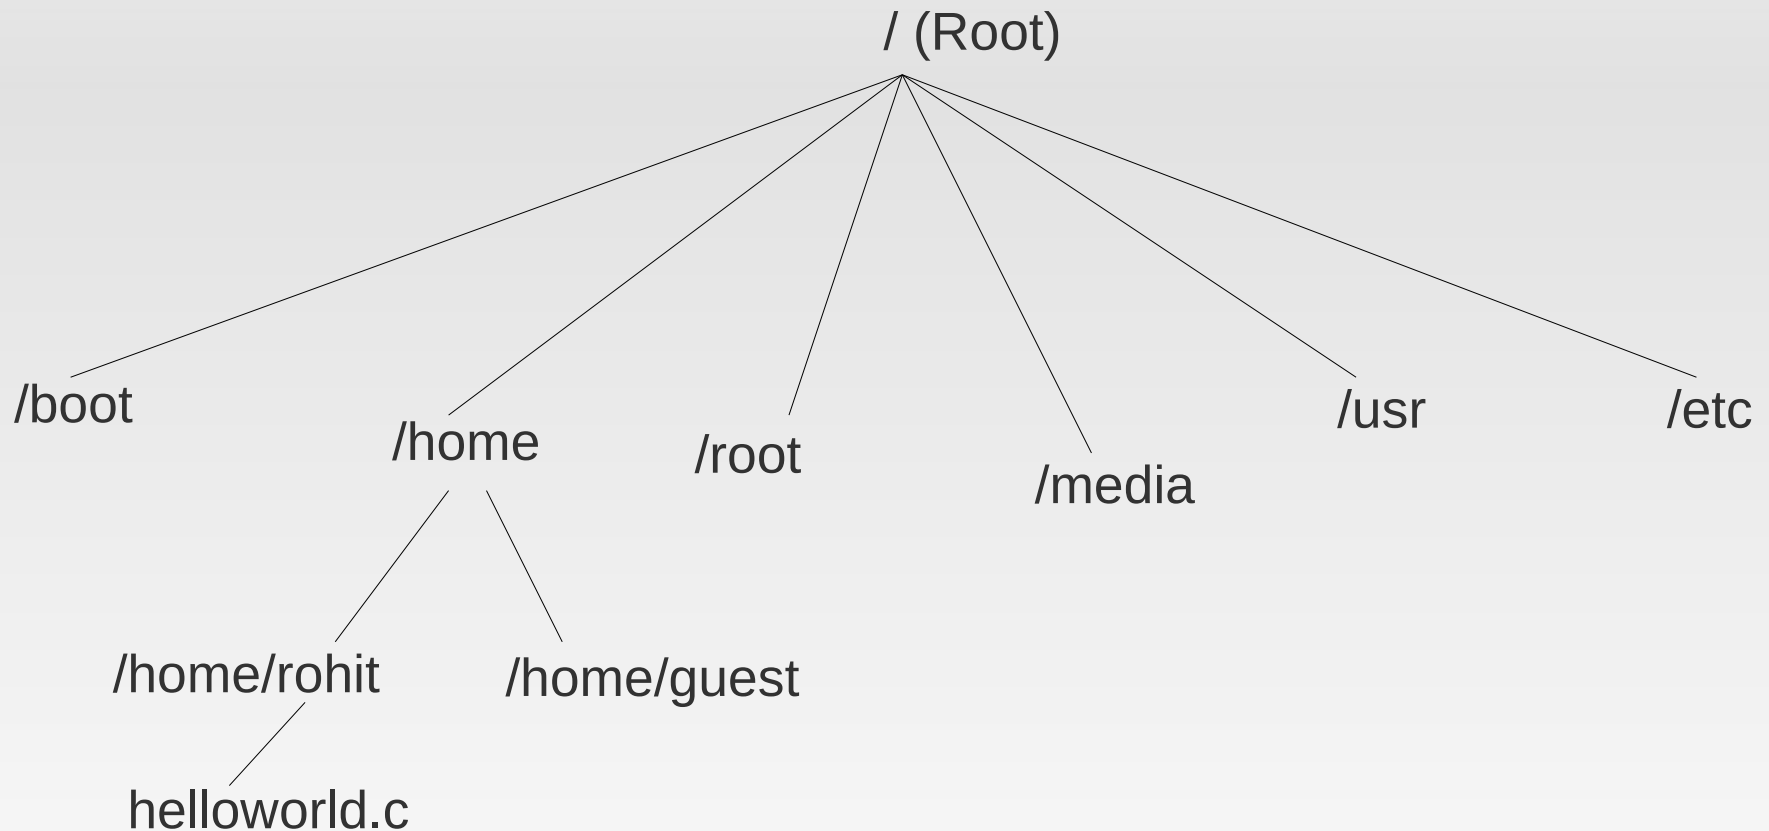 / (Root)
/boot
/home
/root
/media
/usr
/etc
/home/rohit
/home/guest
helloworld.c